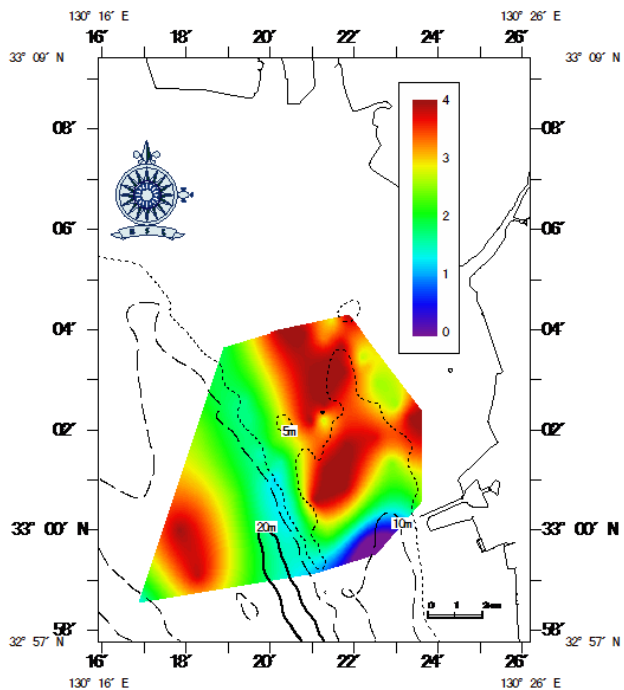 130° 16′ E 130° 26′ E
16′ 18′ 20′ 22′ 24′
33° 09′ N 33° 09′ N
08′ 08′
06′ 06′
04′ 04′
02′ 02′
33° 00′ N 33° 00′ N
58′ 58′
32° 57′ N 32° 57′ N
16′ 18′ 20′ 22′ 24′
130° 16′ E 130° 26′ E
4
3
2
1
0
5m
20m
10m
0 1 2km